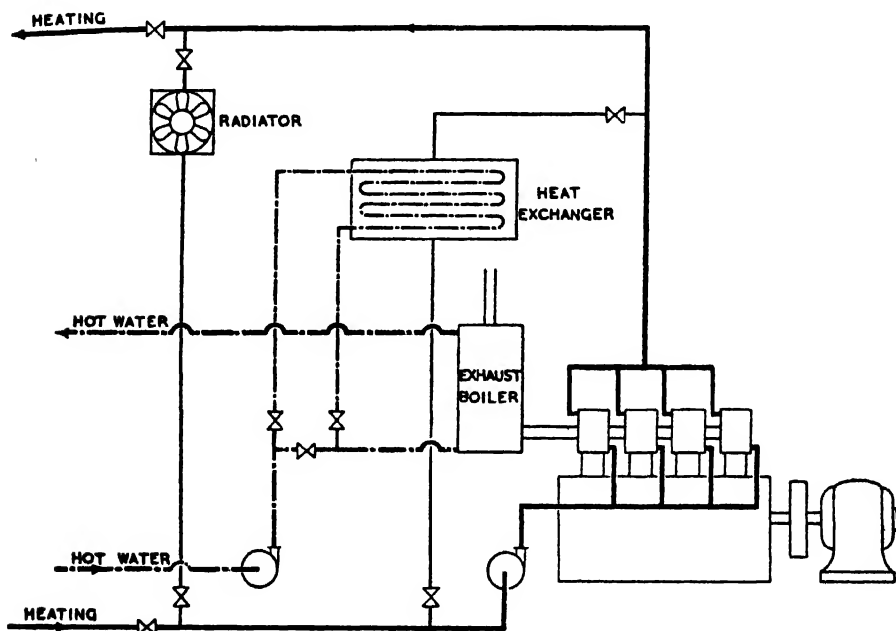 HEATING
RADIATOR
HEAT
EXCHANGER
HOT WATER
EXHAUST
BOILER
HOT WATER
HEATING